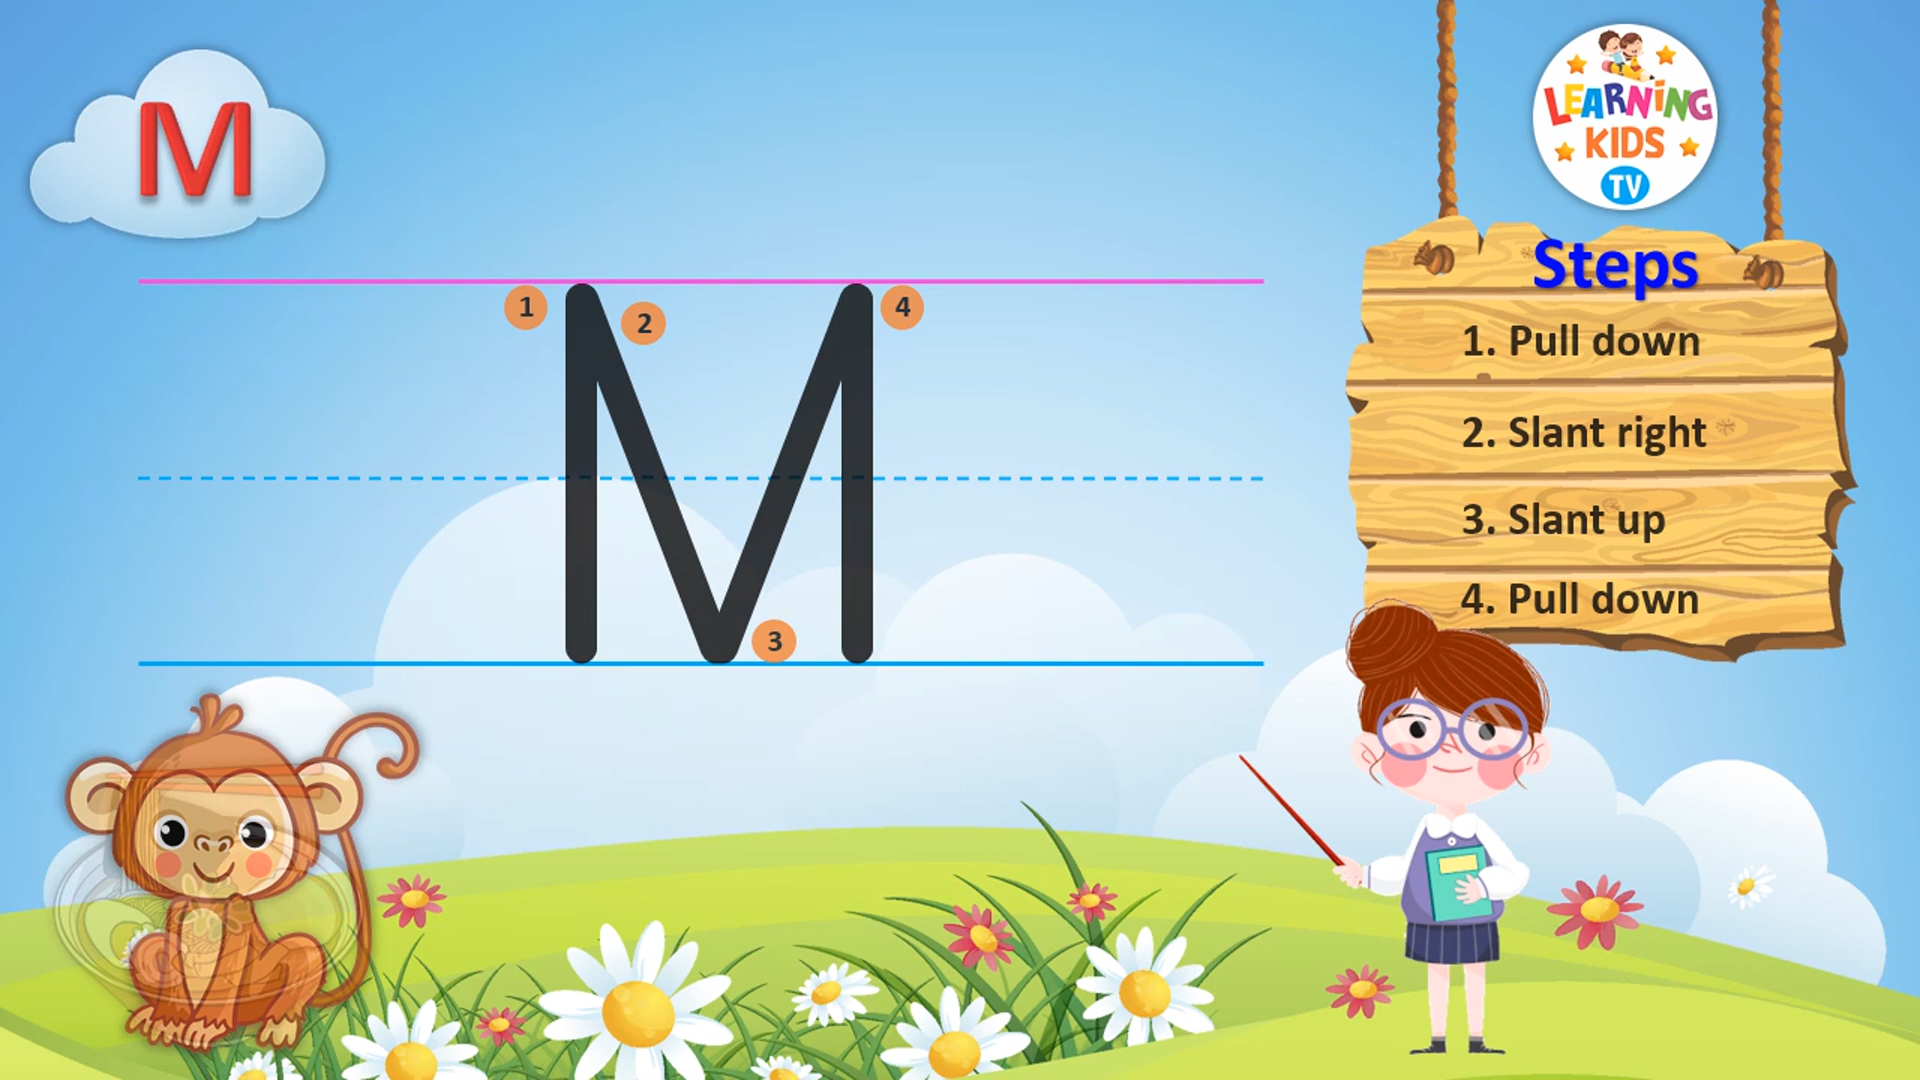 M
LEARNING
KIDS
TV
Steps
1. Pull down
2. Slant right
3. Slant up
4. Pull down
1
2
4
M
3